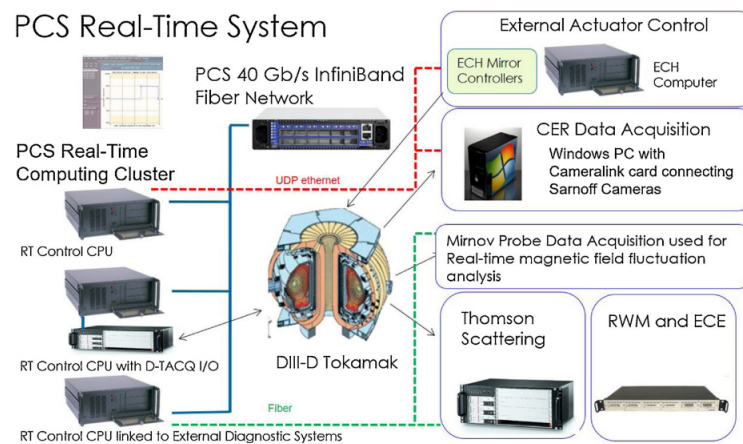 PCS Real-Time System
External Actuator Control
ECH Mirror
Controllers
ECH
Computer
PCS 40 Gb/s InfiniBand
Fiber Network
CER Data Acquisition
Windows PC with
Cameralink card connecting
Sarnoff Cameras
PCS Real-Time
Computing Cluster
UDP ethernet
RT Control CPU
Mirnov Probe Data Acquisition used for
Real-time magnetic field fluctuation
analysis
Thomson
Scattering
RWM and ECE
RT Control CPU with D-TACQ I/O
DIII-D Tokamak
Fiber
RT Control CPU linked to External Diagnostic Systems